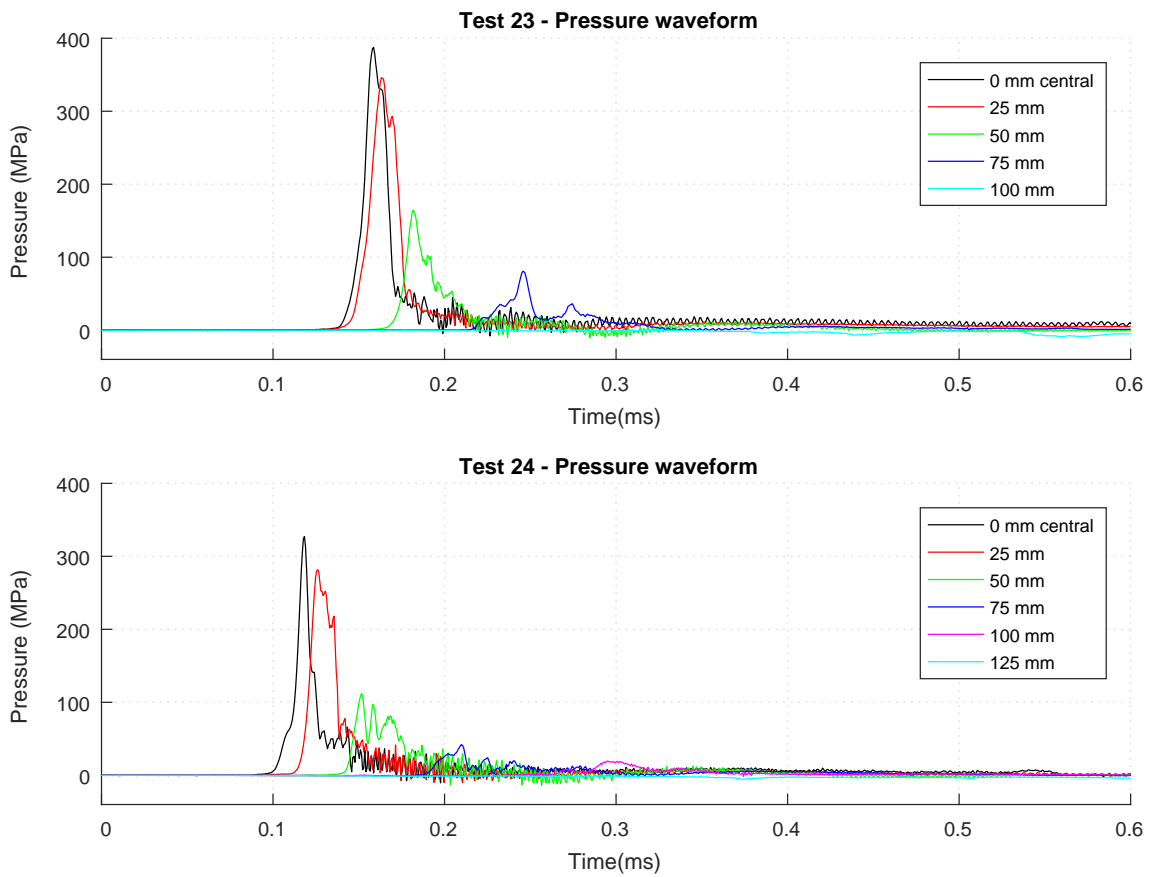 Test 23 - Pressure waveform
400
300
200
100
0
Pressure (MPa)
0 mm central
25 mm
50 mm
75 mm
100 mm
0 0.1 0.2 0.3 0.4 0.5 0.6
Time(ms)
Test 24 - Pressure waveform
400
300
200
100
0
Pressure (MPa)
0 mm central
25 mm
50 mm
75 mm
100 mm
125 mm
0 0.1 0.2 0.3 0.4 0.5 0.6
Time(ms)